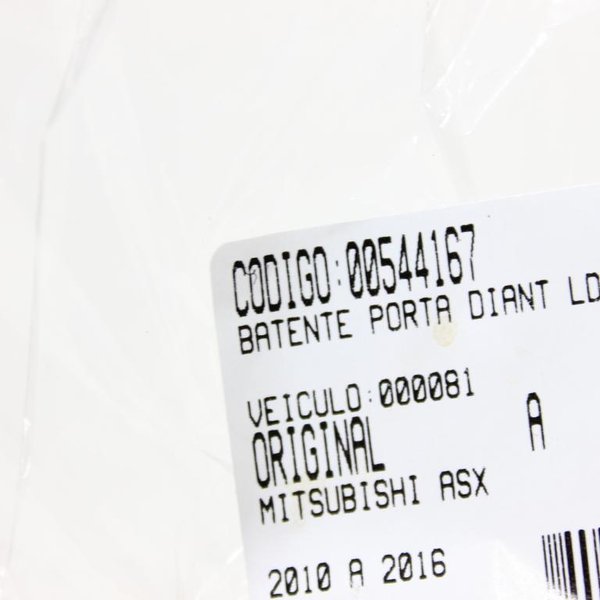 CODIGO:00544167
BATENTE PORTA DIANT LD
VEICULO:000081
ORIGINAL A
MITSUBISHI ASX
2010 A 2016